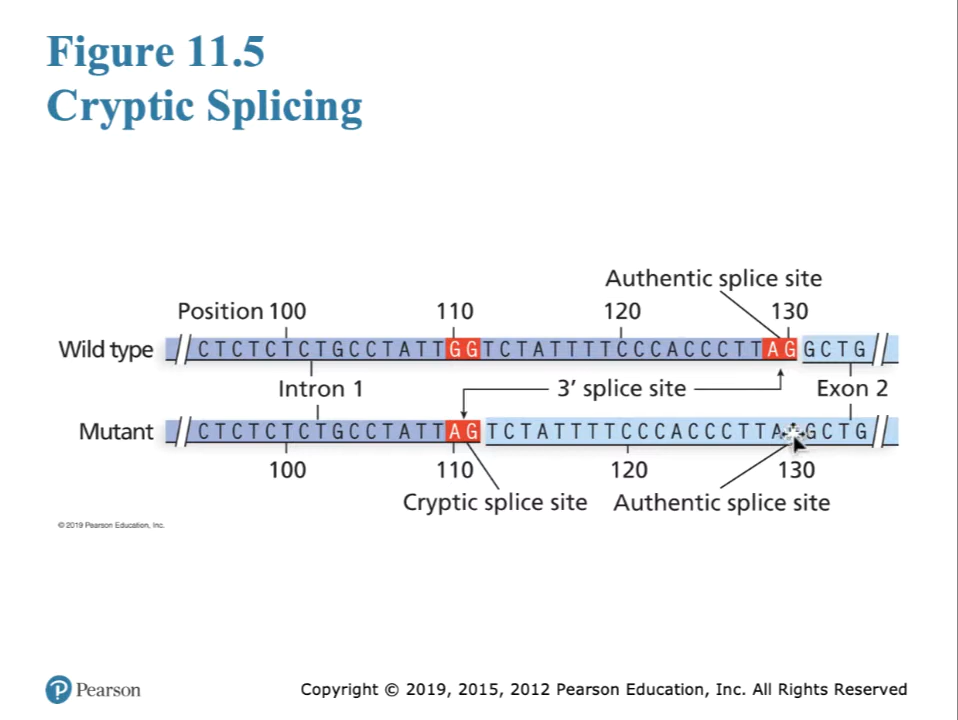 Figure 11.5
Cryptic Splicing
Authentic splice site
Position 100 110 120 130
Wild type CTCTCTCTGCCTATTGGTCTATTTTCCCACCCTTAGGCTG
Intron 1 3' splice site Exon 2
Mutant CTCTCTCTGCCTATTAGTCTATTTTCCCACCCTTA GCTG
100 110 120 130
Cryptic splice site Authentic splice site
© 2019 Pearson Education, Inc.
Pearson Copyright © 2019, 2015, 2012 Pearson Education, Inc. All Rights Reserved